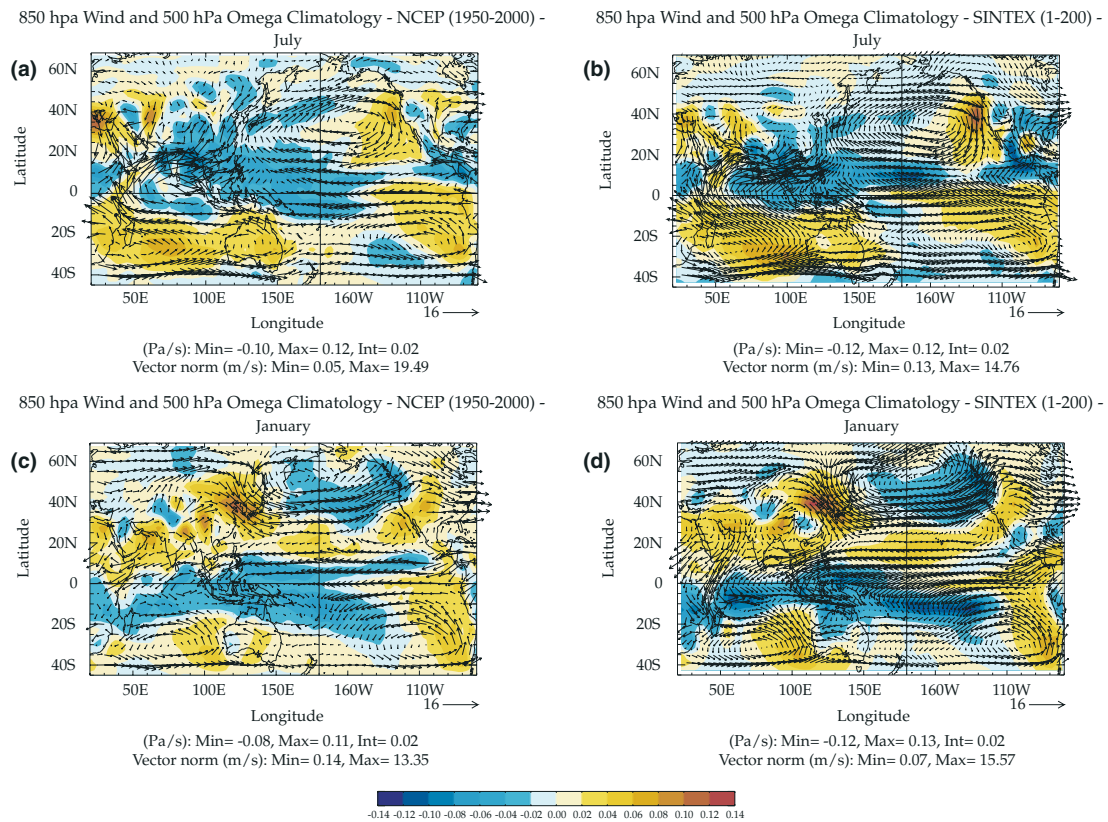 850 hpa Wind and 500 hPa Omega Climatology - NCEP (1950-2000) -
July
(a)
60N
40N
20N
0
20S
40S
Latitude
50E 100E 150E 160W 110W
Longitude
16
(Pa/s): Min= -0.10, Max= 0.12, Int= 0.02
Vector norm (m/s): Min= 0.05, Max= 19.49
850 hpa Wind and 500 hPa Omega Climatology - SINTEX (1-200) -
July
(b)
60N
40N
20N
0
20S
40S
Latitude
50E 100E 150E 160W 110W
Longitude
16
(Pa/s): Min= -0.12, Max= 0.12, Int= 0.02
Vector norm (m/s): Min= 0.13, Max= 14.76
850 hpa Wind and 500 hPa Omega Climatology - NCEP (1950-2000) -
January
(c)
60N
40N
20N
0
20S
40S
Latitude
50E 100E 150E 160W 110W
Longitude
16
(Pa/s): Min= -0.08, Max= 0.11, Int= 0.02
Vector norm (m/s): Min= 0.14, Max= 13.35
850 hpa Wind and 500 hPa Omega Climatology - SINTEX (1-200) -
January
(d)
60N
40N
20N
0
20S
40S
Latitude
50E 100E 150E 160W 110W
Longitude
16
(Pa/s): Min= -0.12, Max= 0.13, Int= 0.02
Vector norm (m/s): Min= 0.07, Max= 15.57
-0.14 -0.12 -0.10 -0.08 -0.06 -0.04 -0.02 0.00 0.02 0.04 0.06 0.08 0.10 0.12 0.14